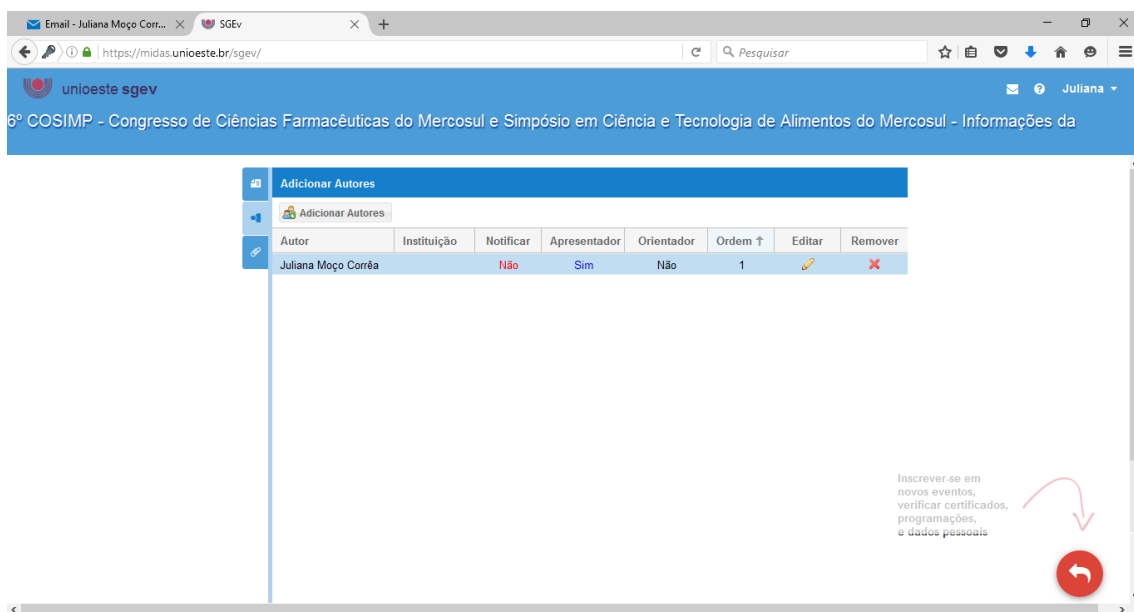 Email - Juliana Moço Corr...
SGEv
https://midas.unioeste.br/sgev/
Pesquisar
unioeste sgev
Juliana
6º COSIMP - Congresso de Ciências Farmacêuticas do Mercosul e Simpósio em Ciência e Tecnologia de Alimentos do Mercosul - Informações da
Adicionar Autores
Adicionar Autores
Autor Instituição Notificar Apresentador Orientador Ordem Editar Remover
Juliana Moço Corrêa Não Sim Não 1
Inscrever-se em
novos eventos,
verificar certificados,
programações,
e dados pessoais